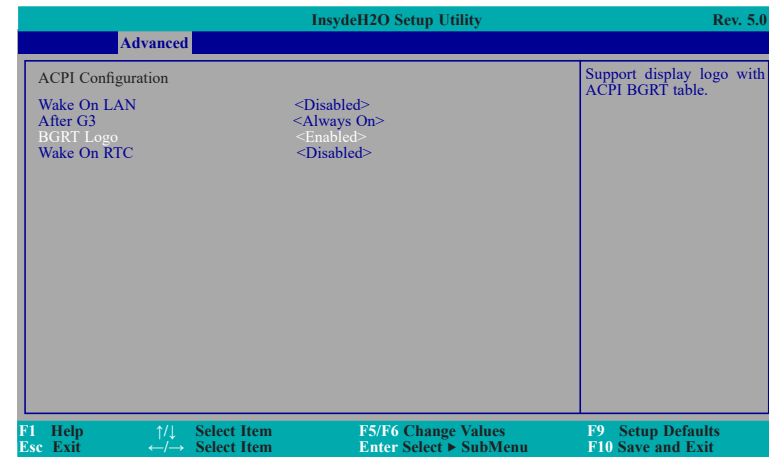 InsydeH2O Setup Utility Rev. 5.0
Advanced
ACPI Configuration
Wake On LAN <Disabled>
After G3 <Always On>
BGRT Logo <Enabled>
Wake On RTC <Disabled>
Support display logo with
ACPI BGRT table.
F1 Help ↑/↓ Select Item F5/F6 Change Values F9 Setup Defaults
Esc Exit ←/→ Select Item Enter Select ▶ SubMenu F10 Save and Exit